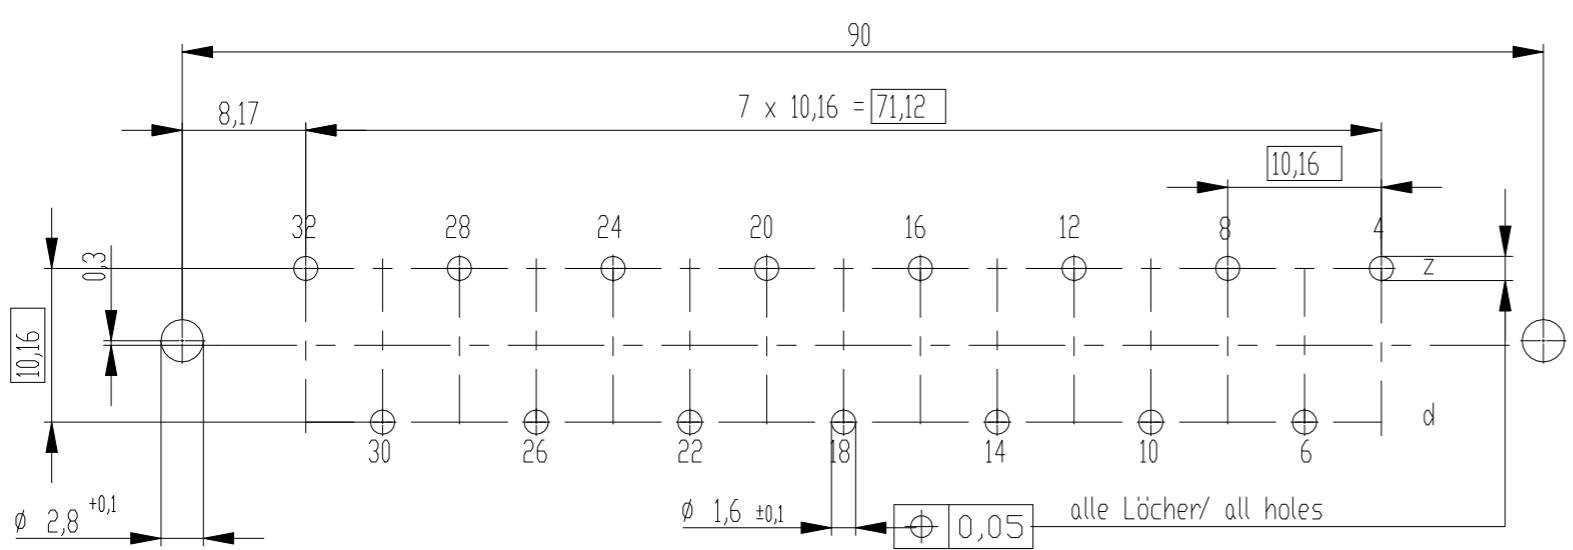 90
8,17
7 x 10,16 = 71,12
10,16
32 28 24 20 16 12 8 4
0,3
z
10,16
d
30 26 22 18 14 10 6
ø 2,8 +0,1
ø 1,6 ±0,1
⌖ 0,05
alle Löcher/ all holes